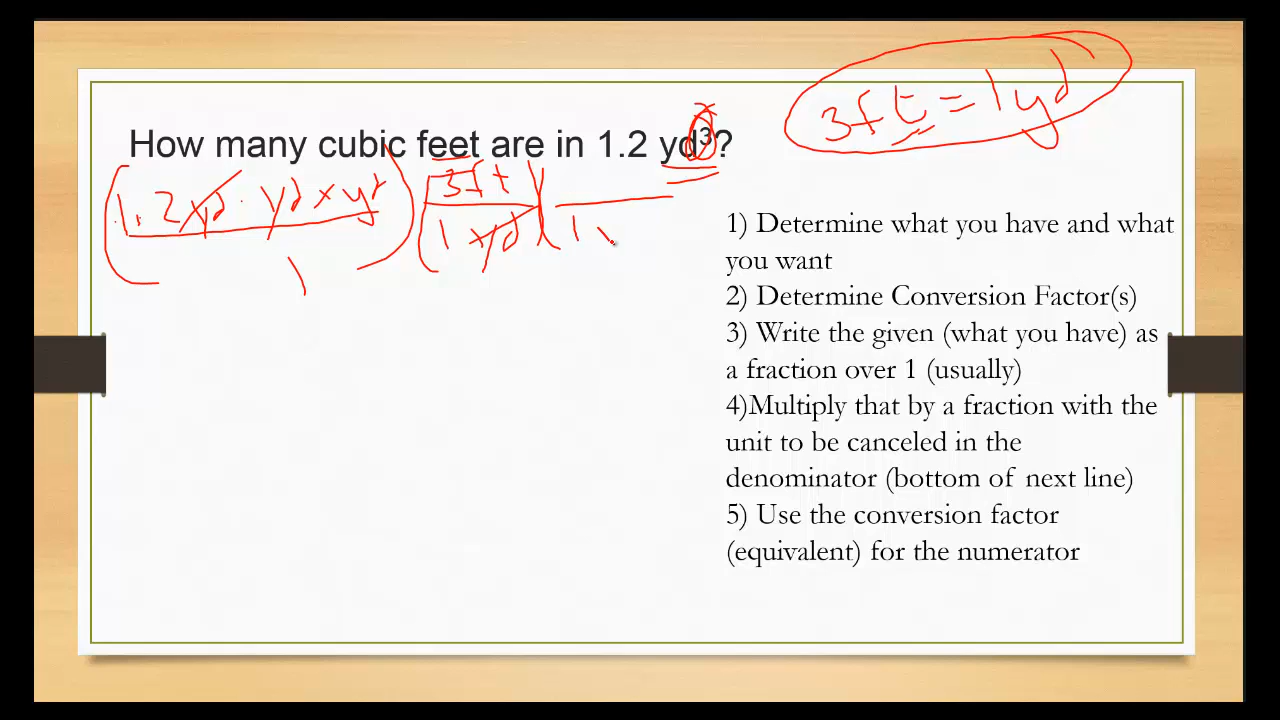 3ft = 1yd
How many cubic feet are in 1.2 yd³?
(1.2 yd · yd x yd / 1) (3ft / 1 yd) ( / 1 y
1) Determine what you have and what
you want
2) Determine Conversion Factor(s)
3) Write the given (what you have) as
a fraction over 1 (usually)
4)Multiply that by a fraction with the
unit to be canceled in the
denominator (bottom of next line)
5) Use the conversion factor
(equivalent) for the numerator